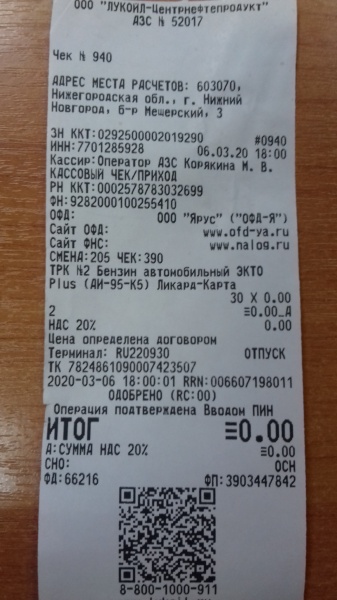 ООО "ЛУКОЙЛ-Центрнефтепродукт"
АЗС № 52017
Чек № 940
АДРЕС МЕСТА РАСЧЕТОВ: 603070,
Нижегородская обл., г. Нижний
Новгород, б-р Мещерский, 3
ЗН ККТ:0292500002019290 #0940
ИНН:7701285928 06.03.20 18:00
Кассир:Оператор АЗС Корякина М. В.
КАССОВЫЙ ЧЕК/ПРИХОД
РН ККТ:0002578783032699
ФН:9282000100255410
ОФД: ООО "Ярус" ("ОФД-Я")
Сайт ОФД: www.ofd-ya.ru
Сайт ФНС: www.nalog.ru
СМЕНА:205 ЧЕК:390
ТРК №2 Бензин автомобильный ЭКТО
Plus (АИ-95-К5) Ликард-Карта
30 X 0.00
2 ≡0.00_А
НДС 20% 0.00
Цена определена договором
Терминал: RU220930 ОТПУСК
ТК 7824861090007423507
2020-03-06 18:00:01 RRN:006607198011
ОДОБРЕНО (RC:00)
Операция подтверждена Вводом ПИН
ИТОГ ≡0.00
А:СУММА НДС 20% ≡0.00
СНО: ОСН
ФД:66216 ФП:3903447842
8-800-1000-911